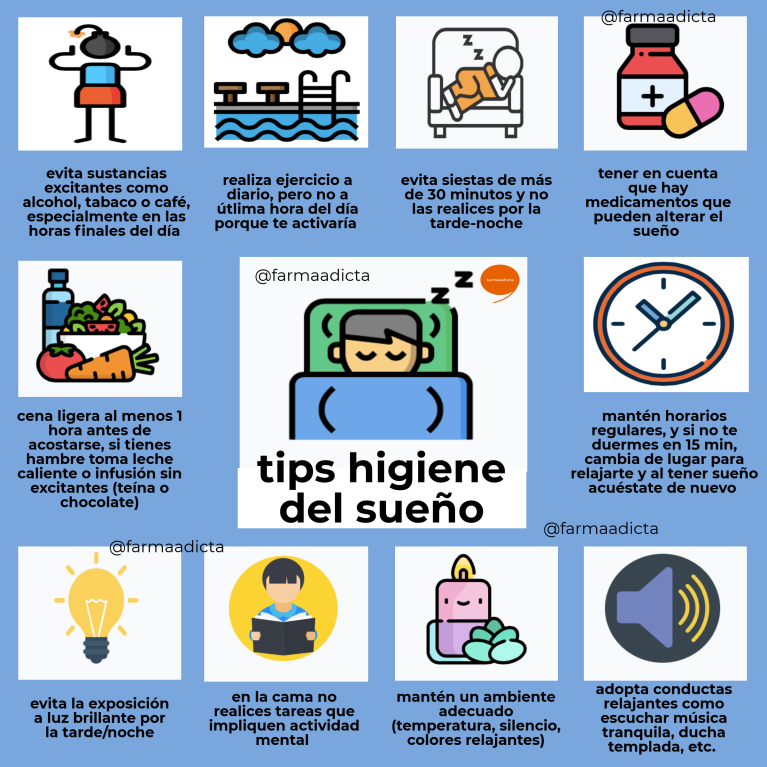 @farmaadicta
evita sustancias
excitantes como
alcohol, tabaco o café,
especialmente en las
horas finales del día
realiza ejercicio a
diario, pero no a
útlima hora del día
porque te activaría
evita siestas de más
de 30 minutos y no
las realices por la
tarde-noche
tener en cuenta
que hay
medicamentos que
pueden alterar el
sueño
@farmaadicta
farmaadicta
z z
z z
tips higiene
del sueño
cena ligera al menos 1
hora antes de
acostarse, si tienes
hambre toma leche
caliente o infusión sin
excitantes (teína o
chocolate)
mantén horarios
regulares, y si no te
duermes en 15 min,
cambia de lugar para
relajarte y al tener sueño
acuéstate de nuevo
@farmaadicta
@farmaadicta
evita la exposición
a luz brillante por
la tarde/noche
en la cama no
realices tareas que
impliquen actividad
mental
mantén un ambiente
adecuado
(temperatura, silencio,
colores relajantes)
adopta conductas
relajantes como
escuchar música
tranquila, ducha
templada, etc.